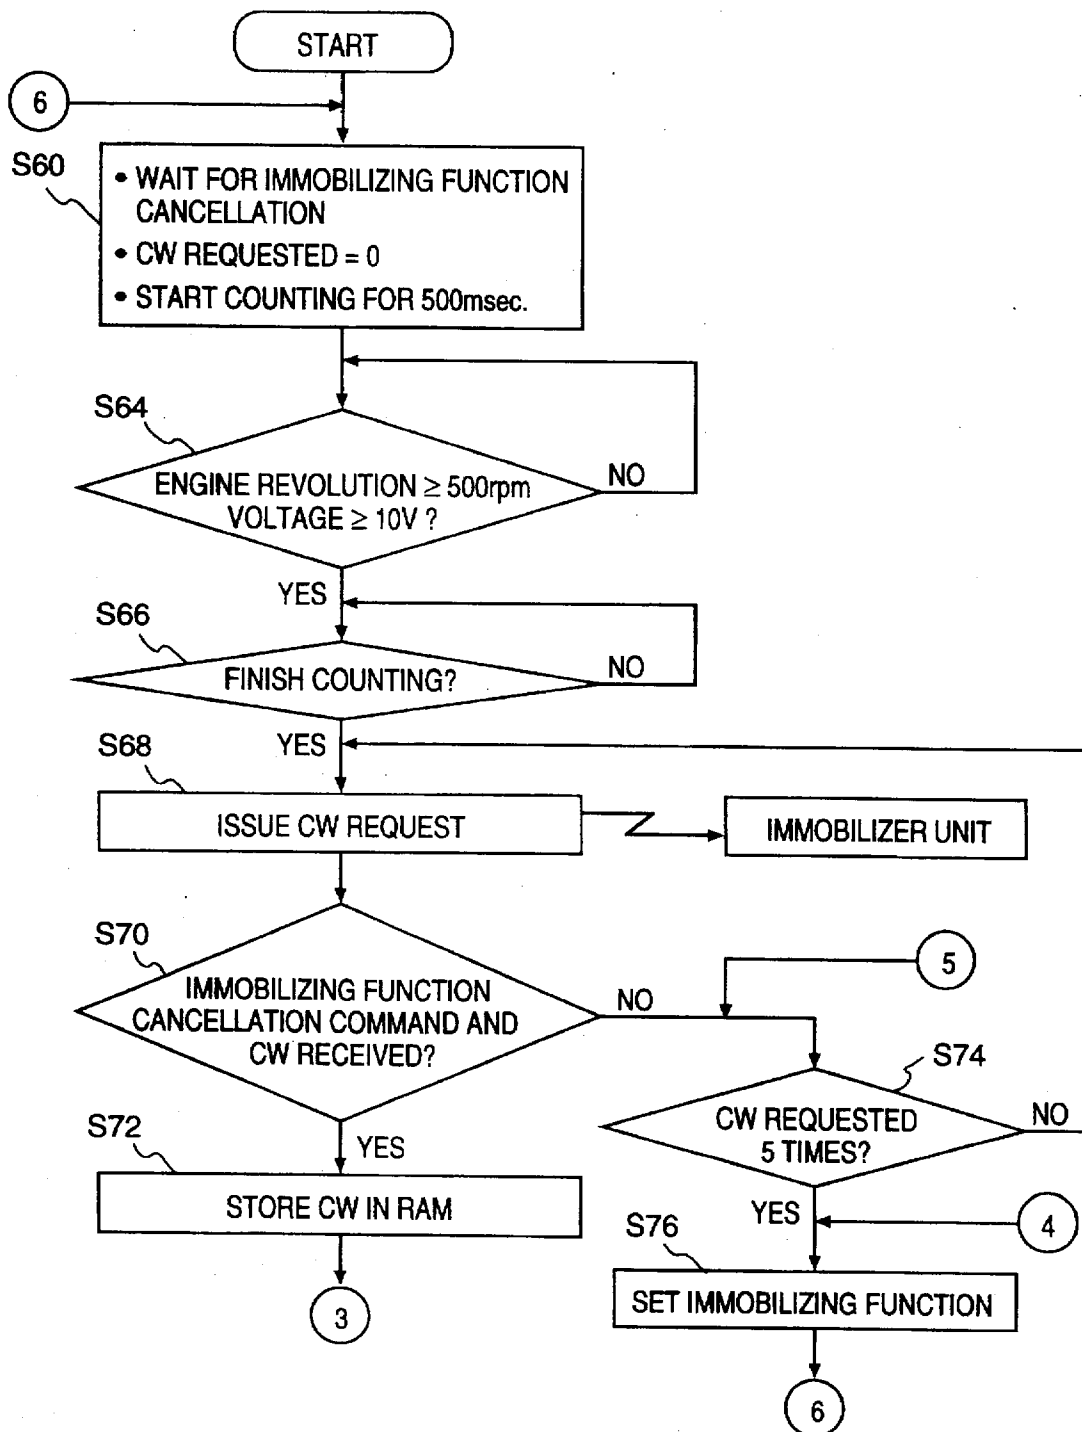 START
6
S60
• WAIT FOR IMMOBILIZING FUNCTION
CANCELLATION
• CW REQUESTED = 0
• START COUNTING FOR 500msec.
S64
ENGINE REVOLUTION ≥ 500rpm
VOLTAGE ≥ 10V ?
NO
YES
S66
FINISH COUNTING?
NO
YES
S68
ISSUE CW REQUEST
IMMOBILIZER UNIT
S70
IMMOBILIZING FUNCTION
CANCELLATION COMMAND AND
CW RECEIVED?
NO
5
S74
CW REQUESTED
5 TIMES?
NO
YES
S72
STORE CW IN RAM
3
YES
4
S76
SET IMMOBILIZING FUNCTION
6